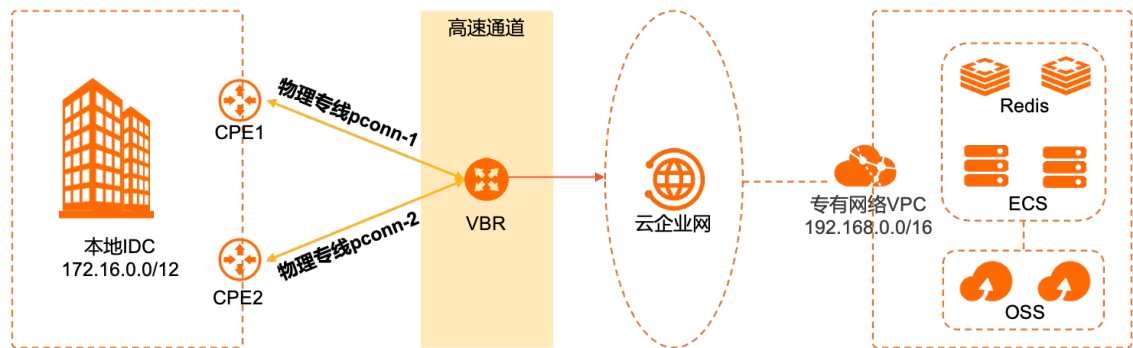 高速通道
CPE1
物理专线pconn-1
VBR
物理专线pconn-2
CPE2
本地IDC
172.16.0.0/12
云企业网
专有网络VPC
192.168.0.0/16
Redis
ECS
OSS